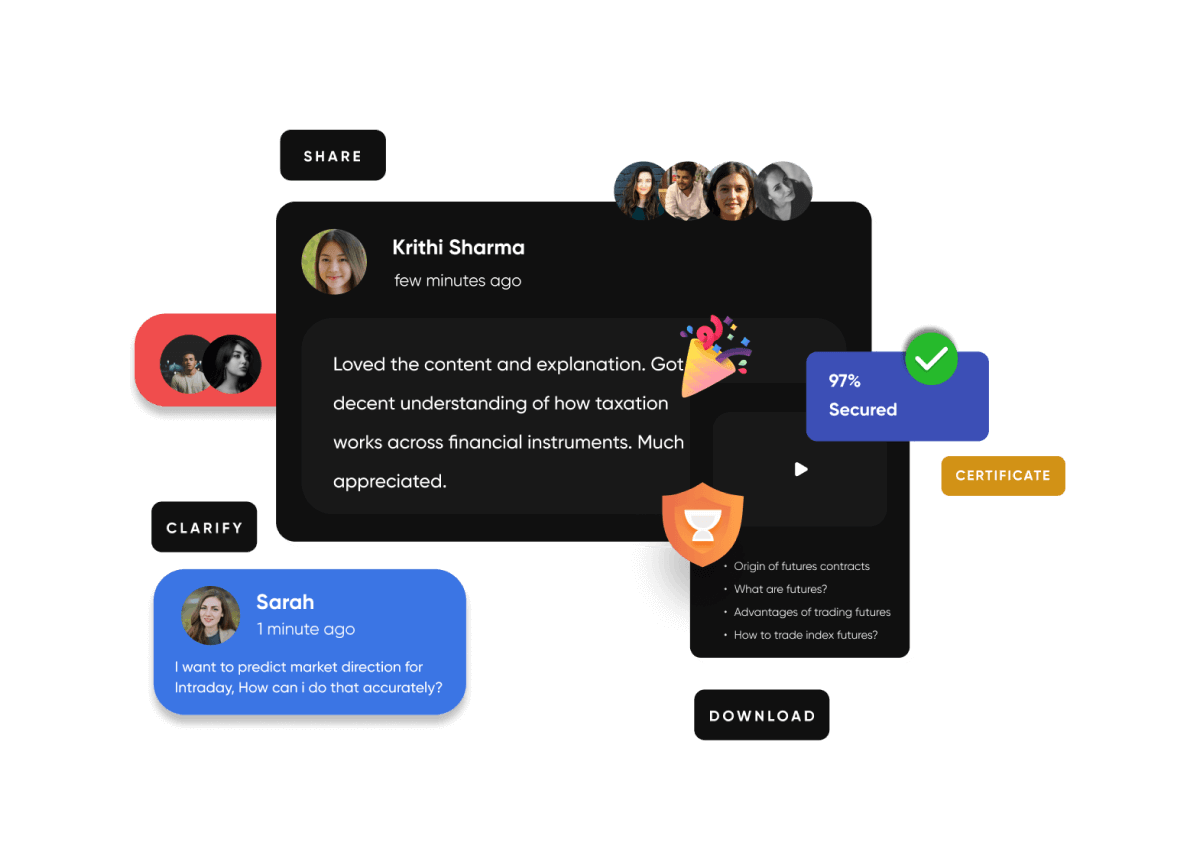 SHARE
Krithi Sharma
few minutes ago
Loved the content and explanation. Got
decent understanding of how taxation
works across financial instruments. Much
appreciated.
97%
Secured
CERTIFICATE
CLARIFY
Sarah
1 minute ago
I want to predict market direction for
Intraday, How can i do that accurately?
• Origin of futures contracts
• What are futures?
• Advantages of trading futures
• How to trade index futures?
DOWNLOAD